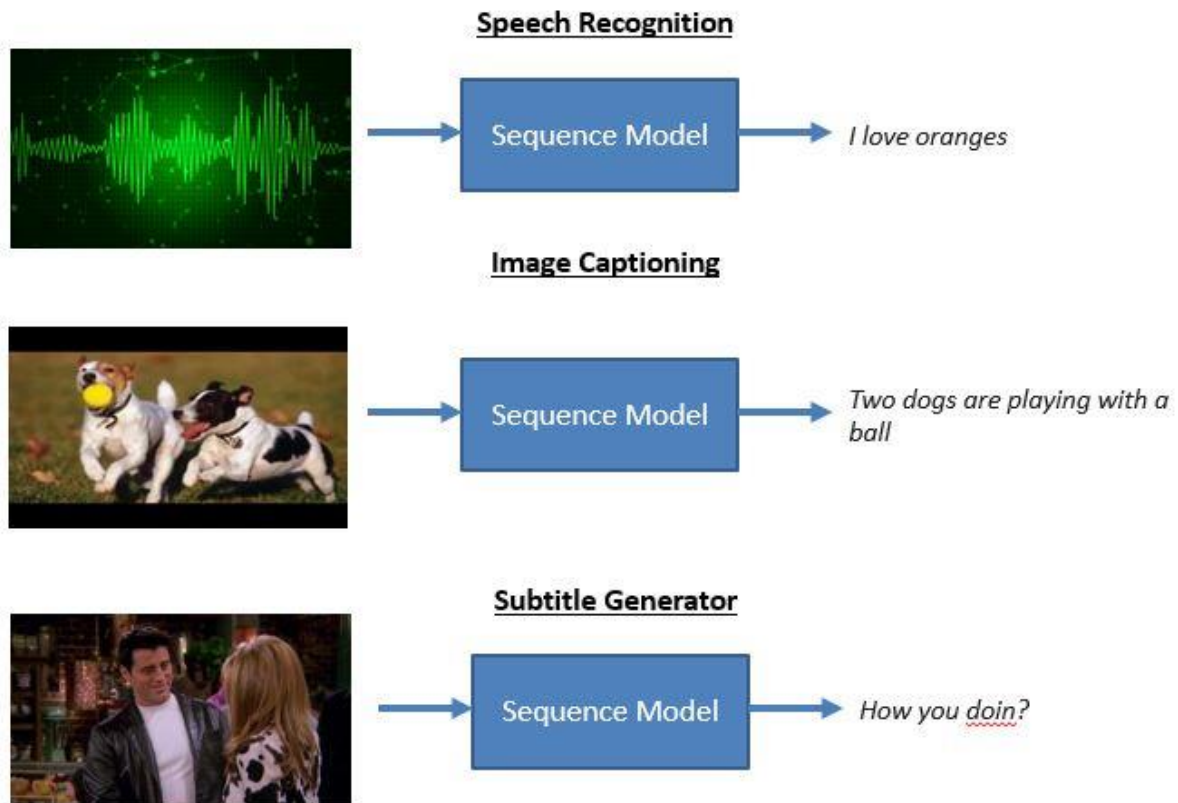 Speech Recognition
Sequence Model
I love oranges
Image Captioning
Sequence Model
Two dogs are playing with a
ball
Subtitle Generator
Sequence Model
How you doin?